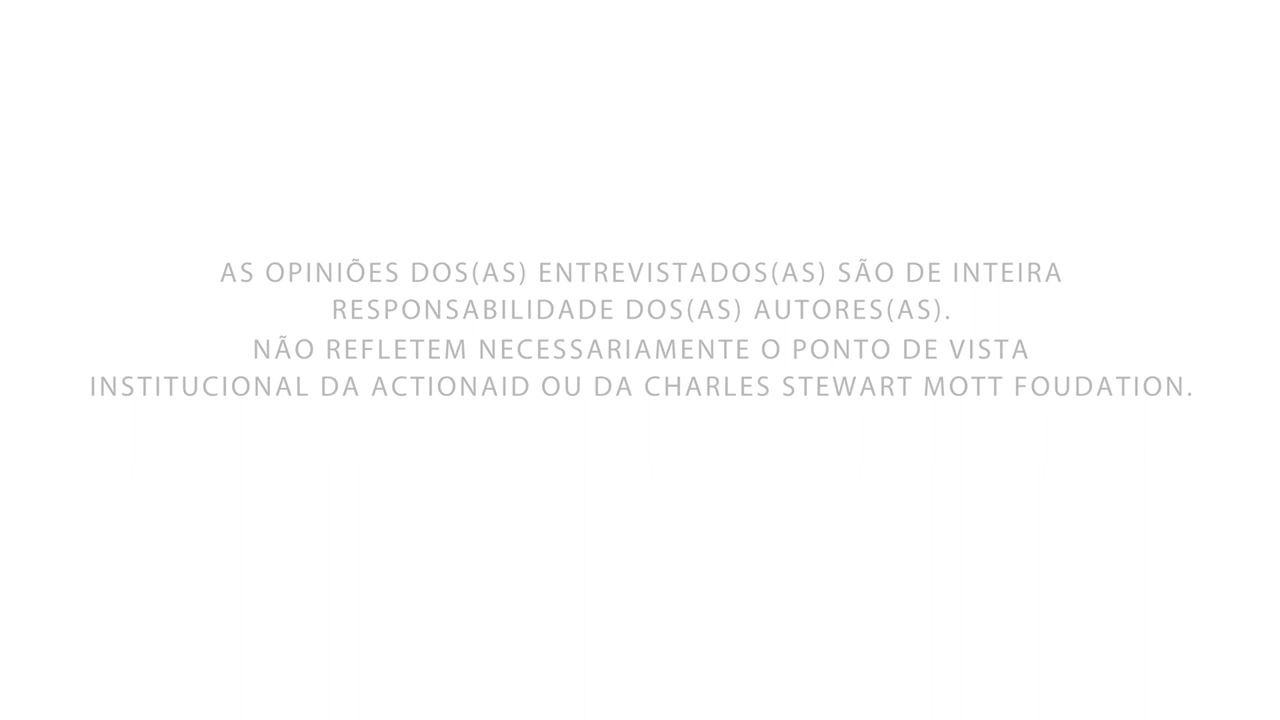 AS OPINIÕES DOS(AS) ENTREVISTADOS(AS) SÃO DE INTEIRA
RESPONSABILIDADE DOS(AS) AUTORES(AS).
NÃO REFLETEM NECESSARIAMENTE O PONTO DE VISTA
INSTITUCIONAL DA ACTIONAID OU DA CHARLES STEWART MOTT FOUDATION.